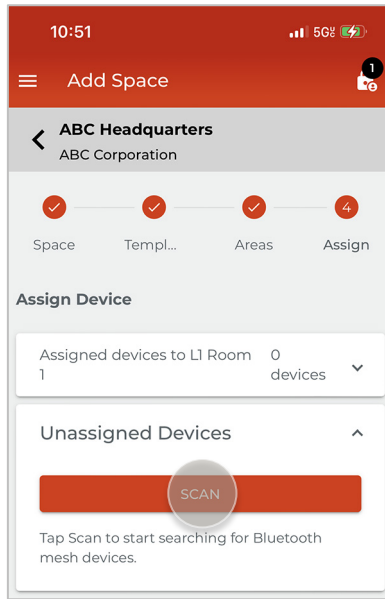 10:51
5G
Add Space
1
ABC Headquarters
ABC Corporation
4
Space
Templ...
Areas
Assign
Assign Device
Assigned devices to L1 Room 1
0 devices
Unassigned Devices
SCAN
Tap Scan to start searching for Bluetooth
mesh devices.